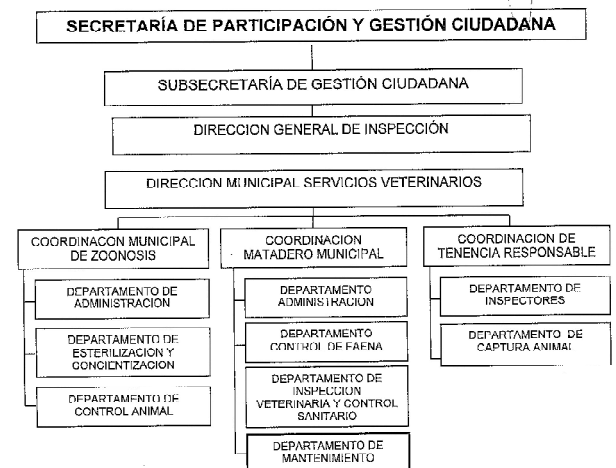 SECRETARÍA DE PARTICIPACIÓN Y GESTIÓN CIUDADANA
SUBSECRETARÍA DE GESTIÓN CIUDADANA
DIRECCION GENERAL DE INSPECCIÓN
DIRECCION MUNICIPAL SERVICIOS VETERINARIOS
COORDINACON MUNICIPAL
DE ZOONOSIS
DEPARTAMENTO DE
ADMINISTRACION
DEPARTAMENTO DE
ESTERILIZACION Y
CONCIENTIZACION
DEPARTAMENTO DE
CONTROL ANIMAL
COORDINACION
MATADERO MUNICIPAL
DEPARTAMENTO
ADMINISTRACION
DEPARTAMENTO
CONTROL DE FAENA
DEPARTAMENTO DE
INSPECCION
VETERINARIA Y CONTROL
SANITARIO
DEPARTAMENTO DE
MANTENIMIENTO
COORDINACION DE
TENENCIA RESPONSABLE
DEPARTAMENTO DE
INSPECTORES
DEPARTAMENTO DE
CAPTURA ANIMAL